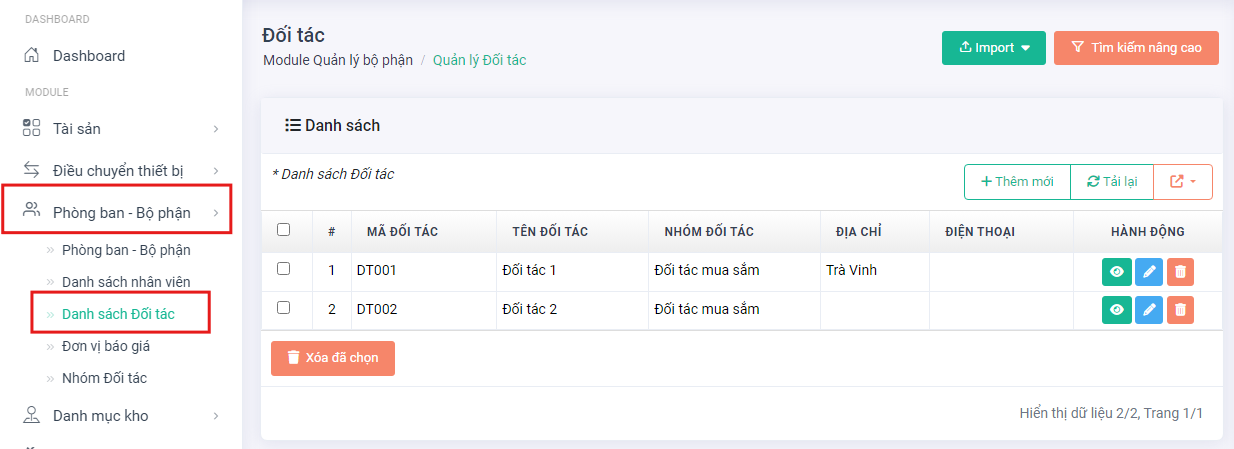 DASHBOARD
Dashboard
MODULE
Tài sản
Điều chuyển thiết bị
Phòng ban - Bộ phận
» Phòng ban - Bộ phận
» Danh sách nhân viên
» Danh sách Đối tác
» Đơn vị báo giá
» Nhóm Đối tác
Danh mục kho
Đối tác
Module Quản lý bộ phận / Quản lý Đối tác
Import
Tìm kiếm nâng cao
Danh sách
* Danh sách Đối tác
+ Thêm mới
Tải lại
# MÃ ĐỐI TÁC TÊN ĐỐI TÁC NHÓM ĐỐI TÁC ĐỊA CHỈ ĐIỆN THOẠI HÀNH ĐỘNG
1 DT001 Đối tác 1 Đối tác mua sắm Trà Vinh
2 DT002 Đối tác 2 Đối tác mua sắm
Xóa đã chọn
Hiển thị dữ liệu 2/2, Trang 1/1